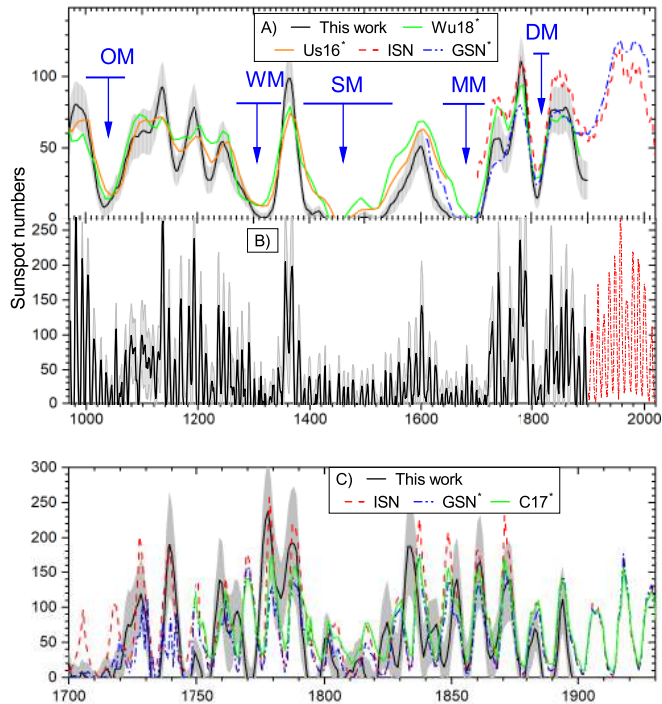 A) This work Wu18*
Us16* ISN GSN*
OM
WM
SM
MM
DM
100
50
0
Sunspot numbers
B)
250
200
150
100
50
0
1000 1200 1400 1600 1800 2000
C) This work
ISN GSN* C17*
300
250
200
150
100
50
0
1700 1750 1800 1850 1900